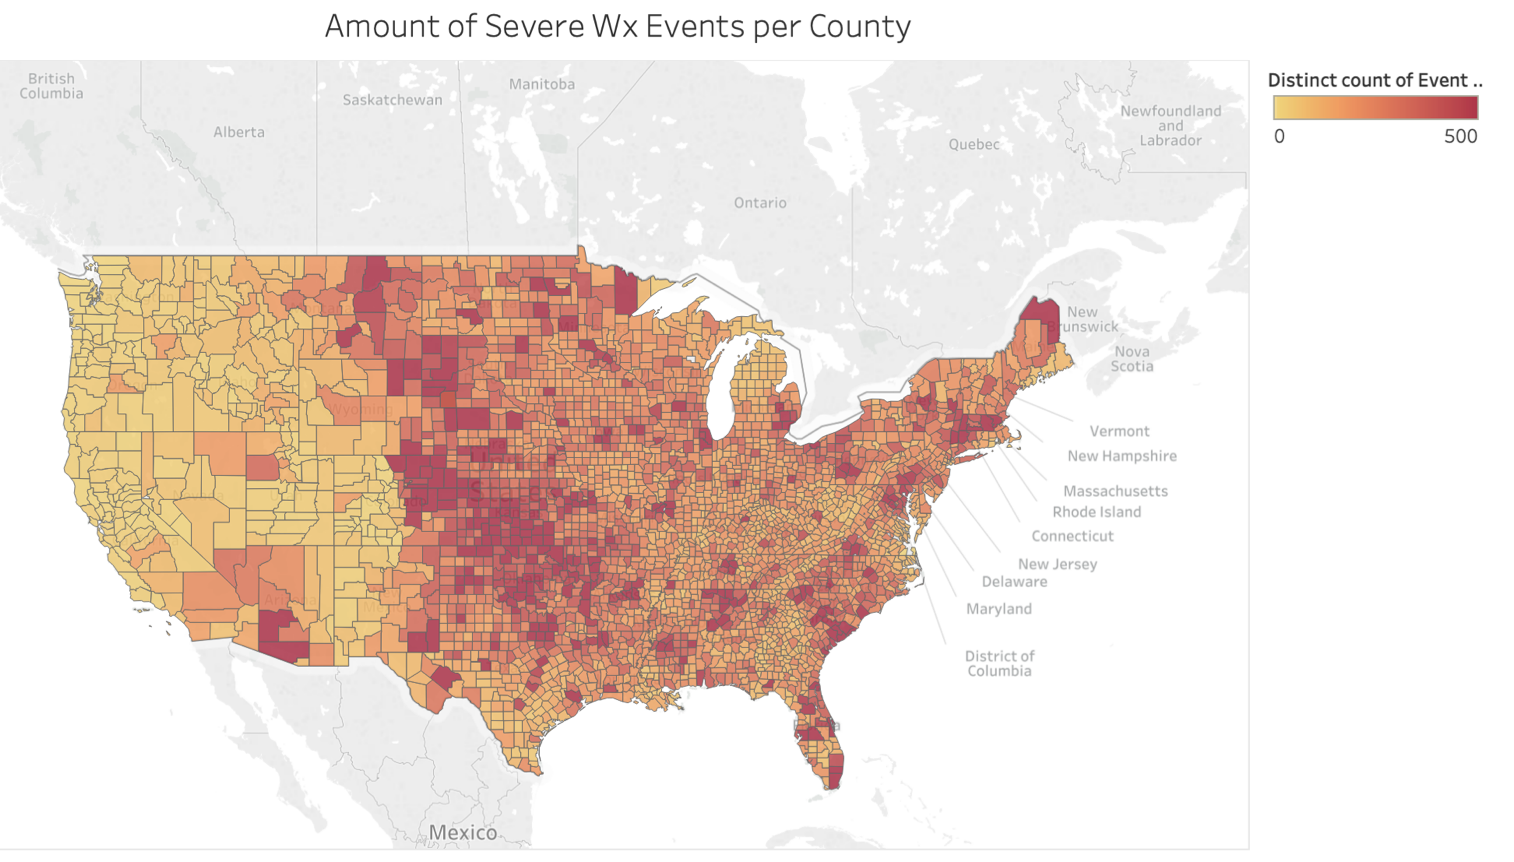 Amount of Severe Wx Events per County
Distinct count of Event ..
0
500
British
Columbia
Alberta
Saskatchewan
Manitoba
Ontario
Quebec
Newfoundland
and
Labrador
New
Brunswick
Nova
Scotia
Wyoming
Vermont
New Hampshire
Massachusetts
Rhode Island
Connecticut
New Jersey
Delaware
Maryland
District of
Columbia
Mexico